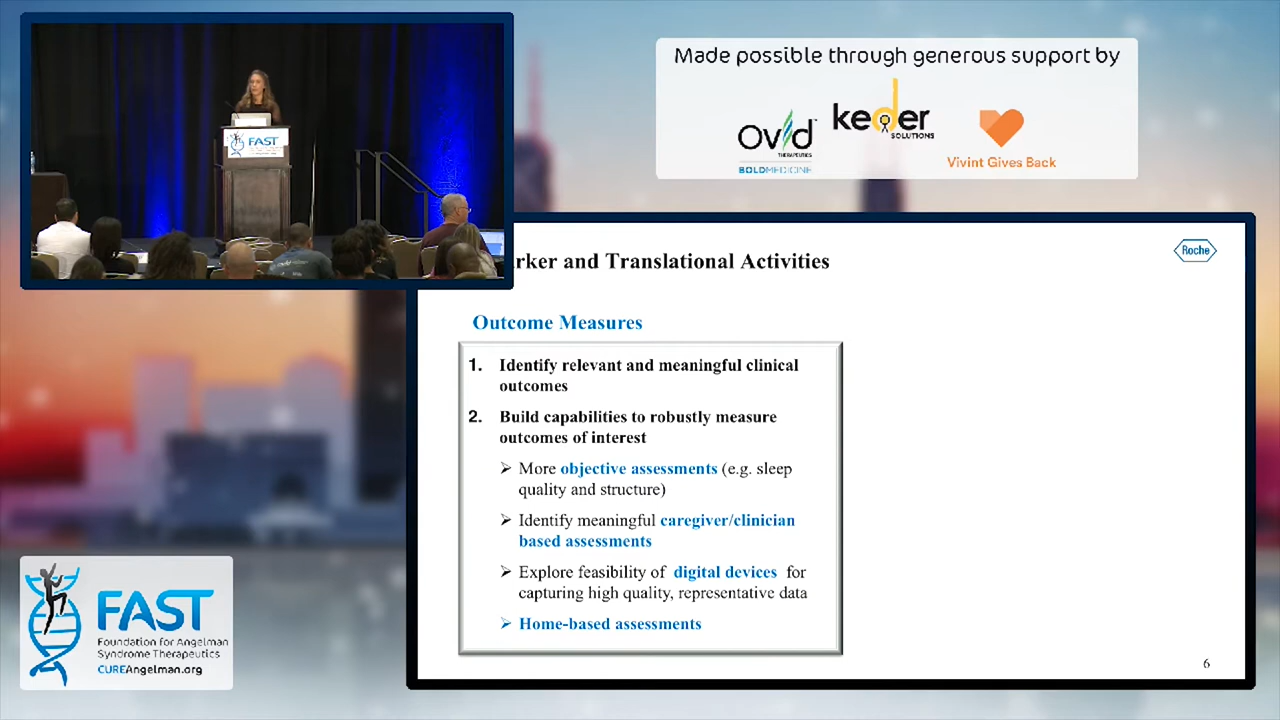 Made possible through generous support by
Ovid
THERAPEUTICS
BOLDMEDICINE
keder
SOLUTIONS
Vivint Gives Back
FAST
Roche
rker and Translational Activities
Outcome Measures
1. Identify relevant and meaningful clinical
outcomes
2. Build capabilities to robustly measure
outcomes of interest
➢ More objective assessments (e.g. sleep
quality and structure)
➢ Identify meaningful caregiver/clinician
based assessments
➢ Explore feasibility of digital devices for
capturing high quality, representative data
➢ Home-based assessments
6
FAST
Foundation for Angelman
Syndrome Therapeutics
CUREAngelman.org